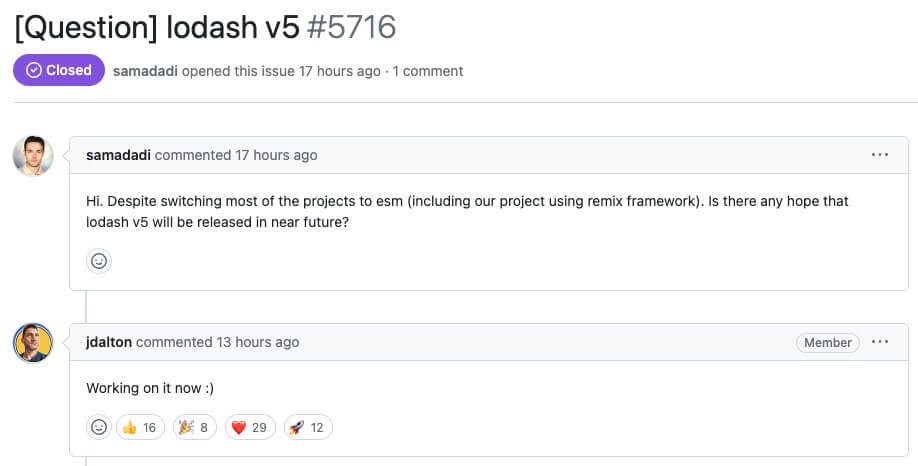 [Question] lodash v5 #5716
Closed samadadi opened this issue 17 hours ago · 1 comment
samadadi commented 17 hours ago
Hi. Despite switching most of the projects to esm (including our project using remix framework). Is there any hope that
lodash v5 will be released in near future?
jdalton commented 13 hours ago Member
Working on it now :)
👍 16 🎉 8 ❤️ 29 🚀 12